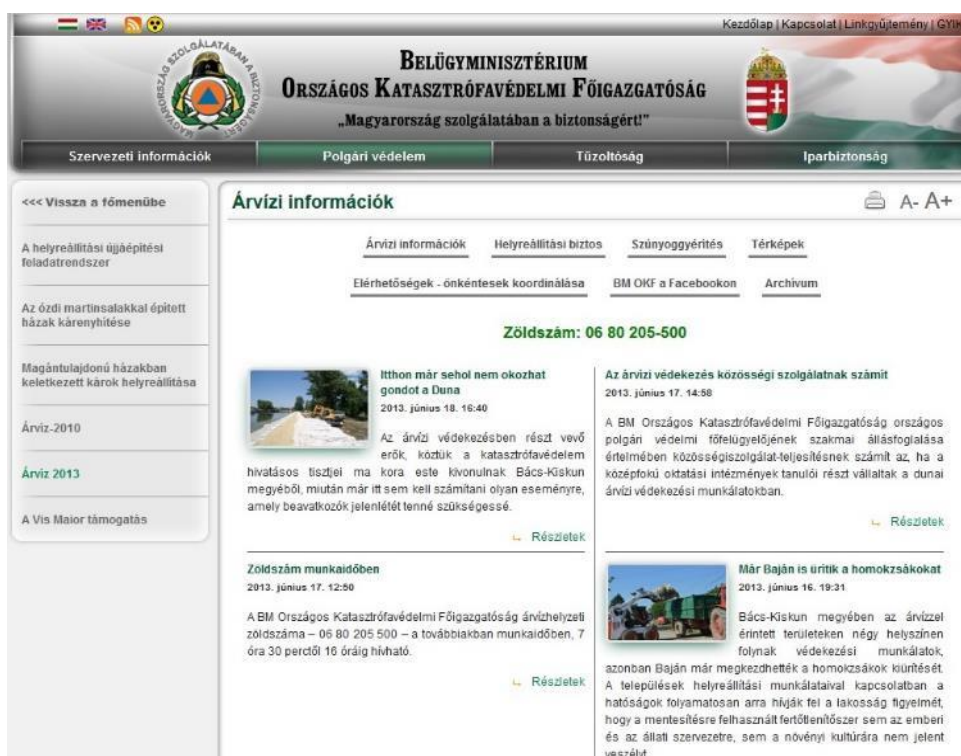 Kezdőlap | Kapcsolat | Linkgyűjtemény | GYIK
MAGYARORSZÁG SZOLGÁLATÁBAN A BIZTONSÁGÉRT
BELÜGYMINISZTÉRIUM
ORSZÁGOS KATASZTRÓFAVÉDELMI FŐIGAZGATÓSÁG
„Magyarország szolgálatában a biztonságért!"
Szervezeti információk Polgári védelem Tűzoltóság Iparbiztonság
<<< Vissza a főmenübe
A helyreállítási újjáépítési
feladatrendszer
Az ózdi martinsalakkal épített
házak kárenyhítése
Magántulajdonú házakban
keletkezett károk helyreállítása
Árvíz-2010
Árvíz 2013
A Vis Maior támogatás
Árvízi információk
A- A+
Árvízi információk Helyreállítási biztos Szúnyoggyérítés Térképek
Elérhetőségek - önkéntesek koordinálása BM OKF a Facebookon Archívum
Zöldszám: 06 80 205-500
Itthon már sehol nem okozhat
gondot a Duna
2013. június 18. 16:40
Az árvízi védekezésben részt vevő
erők, köztük a katasztrófavédelem
hivatásos tisztjei ma kora este kivonulnak Bács-Kiskun
megyéből, miután már itt sem kell számítani olyan eseményre,
amely beavatkozók jelenlétét tenné szükségessé.
Részletek
Az árvízi védekezés közösségi szolgálatnak számít
2013. június 17. 14:58
A BM Országos Katasztrófavédelmi Főigazgatóság országos
polgári védelmi főfelügyelőjének szakmai állásfoglalása
értelmében közösségiszolgálat-teljesítésnek számít az, ha a
középfokú oktatási intézmények tanulói részt vállaltak a dunai
árvízi védekezési munkálatokban.
Részletek
Zöldszám munkaidőben
2013. június 17. 12:50
A BM Országos Katasztrófavédelmi Főigazgatóság árvízhelyzeti
zöldszáma – 06 80 205 500 – a továbbiakban munkaidőben, 7
óra 30 perctől 16 óráig hívható.
Részletek
Már Baján is ürítik a homokzsákokat
2013. június 16. 19:31
Bács-Kiskun megyében az árvízzel
érintett területeken négy helyszínen
folynak védekezési munkálatok,
azonban Baján már megkezdhették a homokzsákok kiürítését.
A települések helyreállítási munkálataival kapcsolatban a
hatóságok folyamatosan arra hívják fel a lakosság figyelmét,
hogy a mentesítésre felhasznált fertőtlenítőszer sem az emberi
és az állati szervezetre, sem a növényi kultúrára nem jelent
veszélyt.